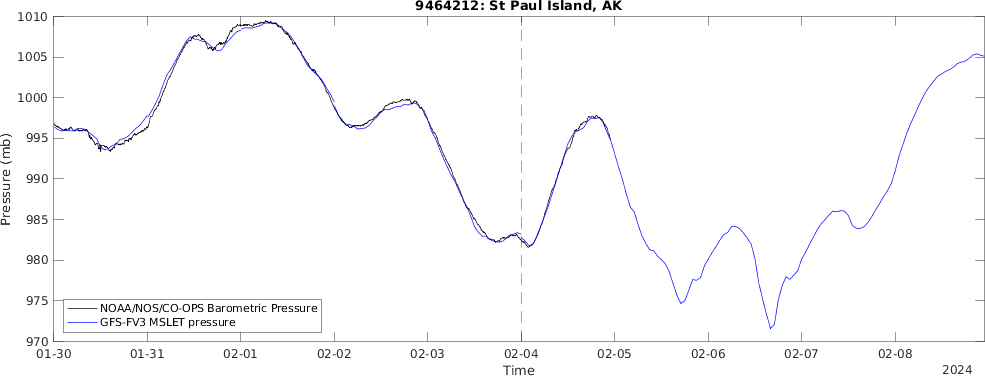 9464212: St Paul Island, AK
Pressure (mb)
1010
1005
1000
995
990
985
980
975
970
NOAA/NOS/CO-OPS Barometric Pressure
GFS-FV3 MSLET pressure
01-30 01-31 02-01 02-02 02-03 02-04 02-05 02-06 02-07 02-08
Time
2024